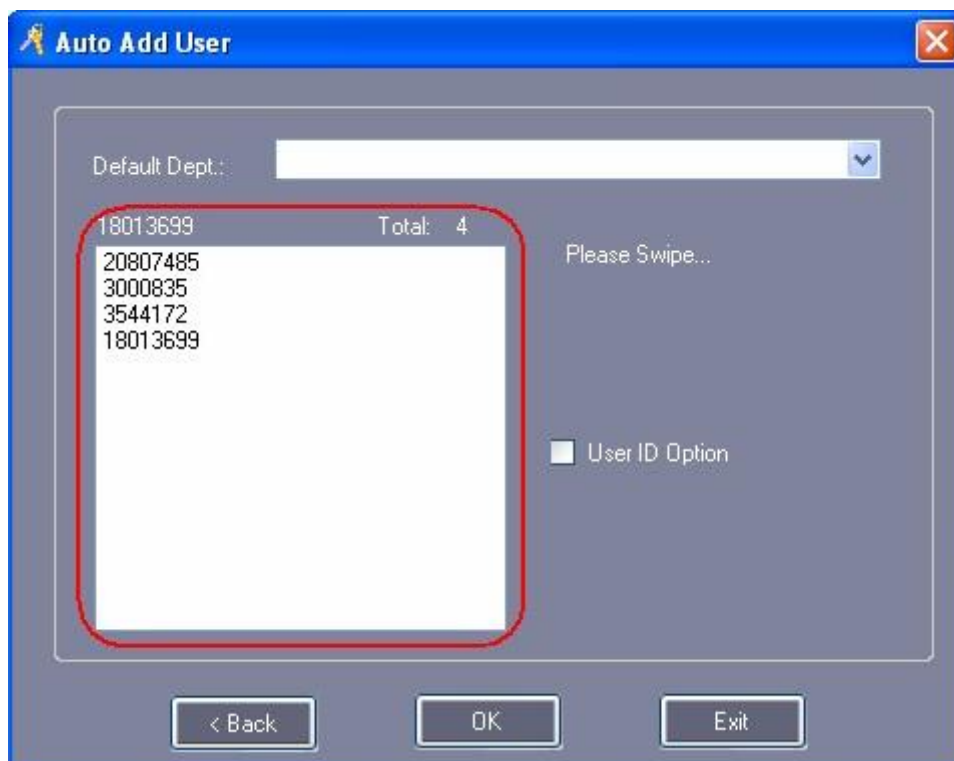 Auto Add User
Default Dept.:
18013699 Total: 4
20807485
3000835
3544172
18013699
Please Swipe...
User ID Option
< Back OK Exit